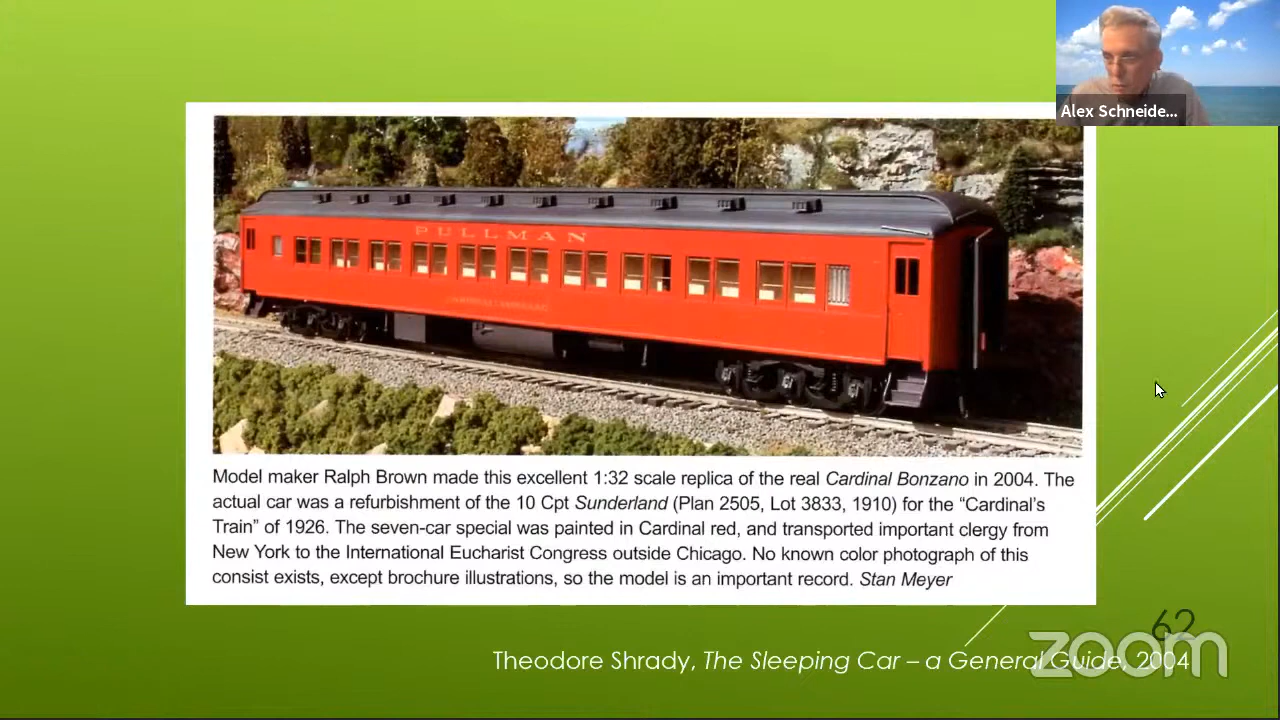 Alex Schneide...
PULLMAN
Model maker Ralph Brown made this excellent 1:32 scale replica of the real Cardinal Bonzano in 2004. The
actual car was a refurbishment of the 10 Cpt Sunderland (Plan 2505, Lot 3833, 1910) for the “Cardinal’s
Train” of 1926. The seven-car special was painted in Cardinal red, and transported important clergy from
New York to the International Eucharist Congress outside Chicago. No known color photograph of this
consist exists, except brochure illustrations, so the model is an important record. Stan Meyer
62
Theodore Shrady, The Sleeping Car – a General Guide, 2004
zoom